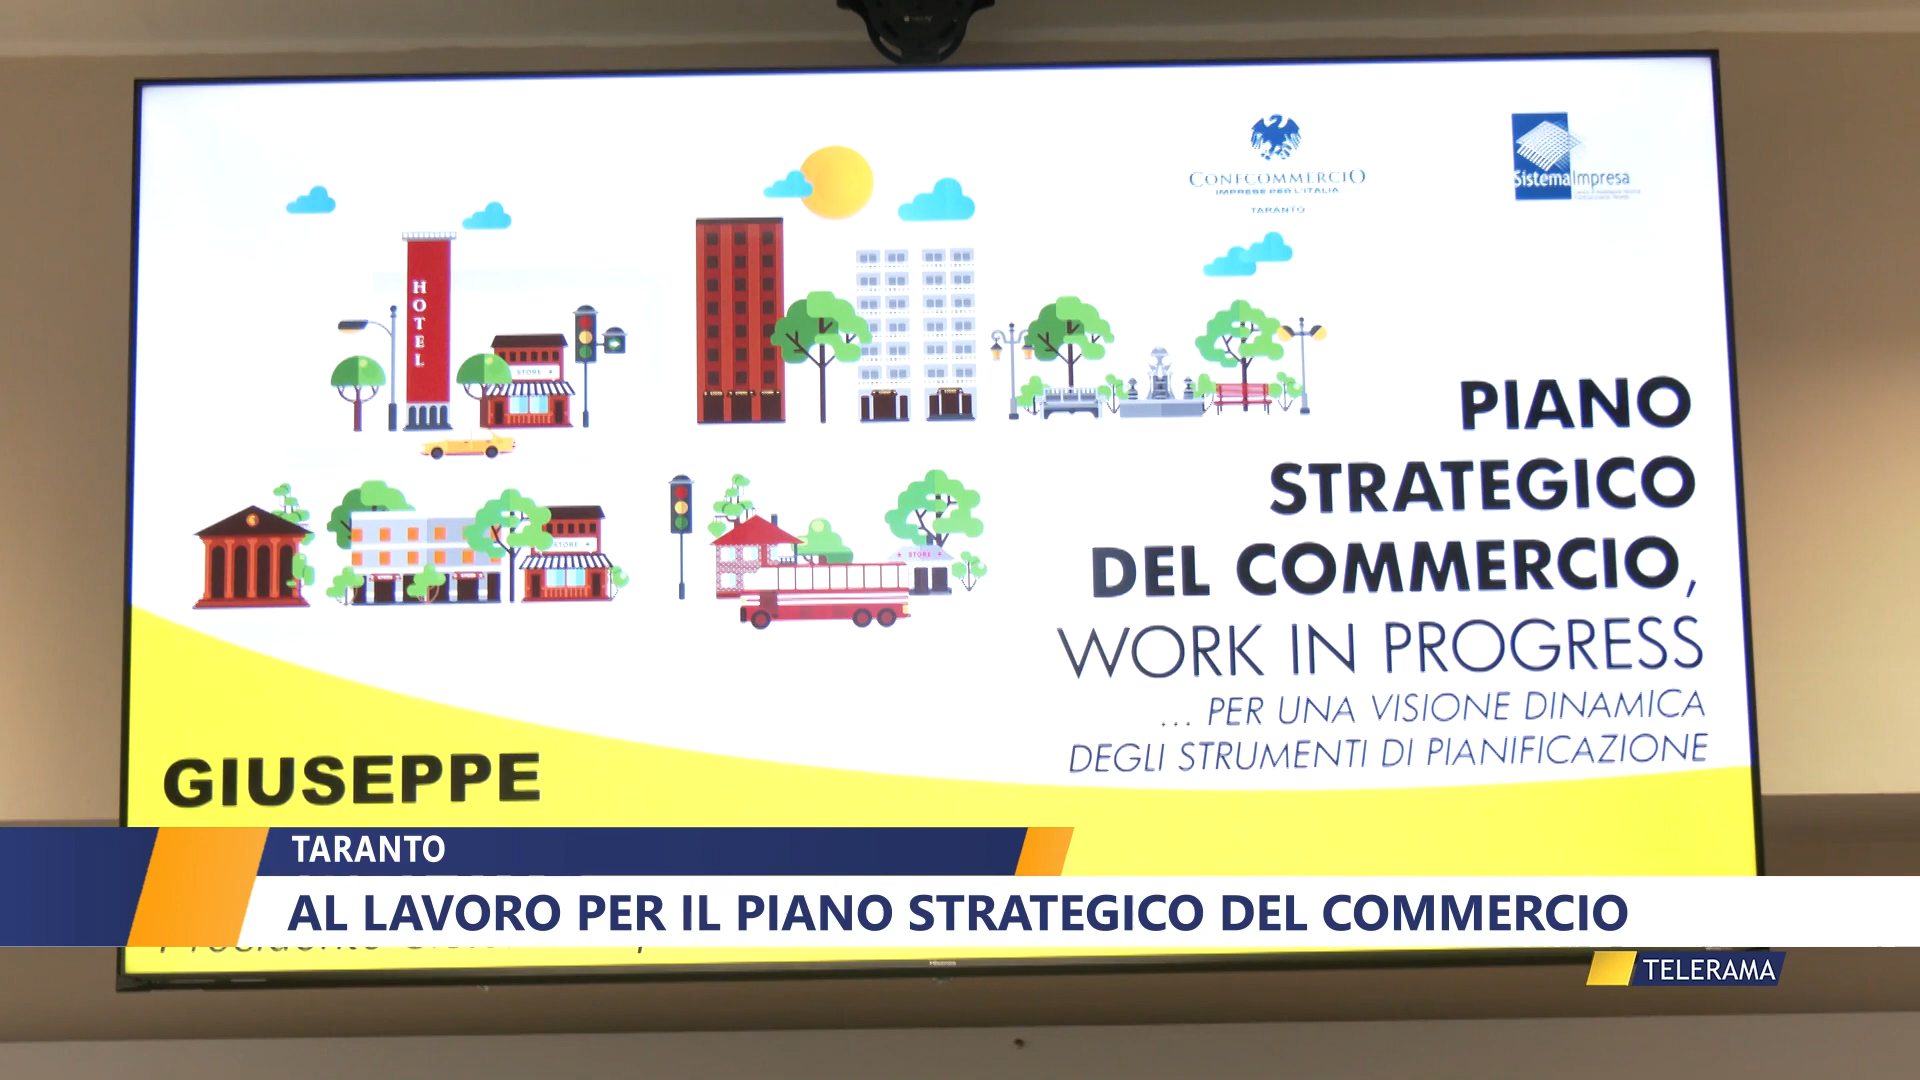 CONFCOMMERCIO
IMPRESE PER L'ITALIA
TARANTO
SistemaImpresa
HOTEL
STORE +
STORE +
+ STORE +
PIANO
STRATEGICO
DEL COMMERCIO,
WORK IN PROGRESS
... PER UNA VISIONE DINAMICA
DEGLI STRUMENTI DI PIANIFICAZIONE
GIUSEPPE
TARANTO
AL LAVORO PER IL PIANO STRATEGICO DEL COMMERCIO
Hisense
TELERAMA